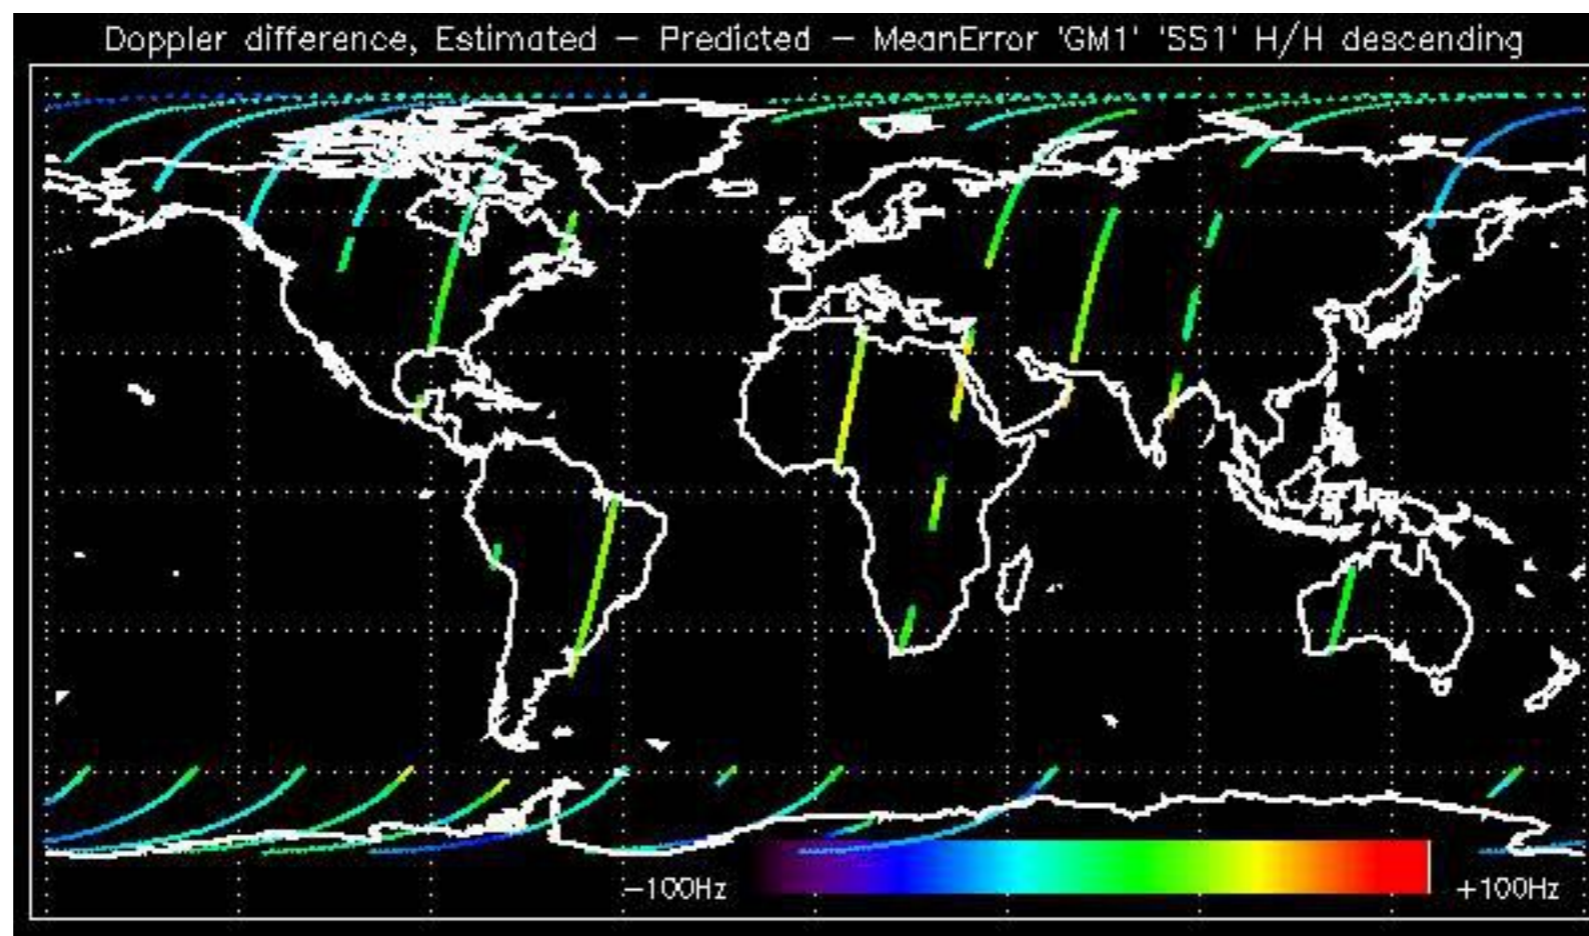 Doppler difference, Estimated – Predicted – MeanError 'GM1' 'SS1' H/H descending
−100Hz
+100Hz